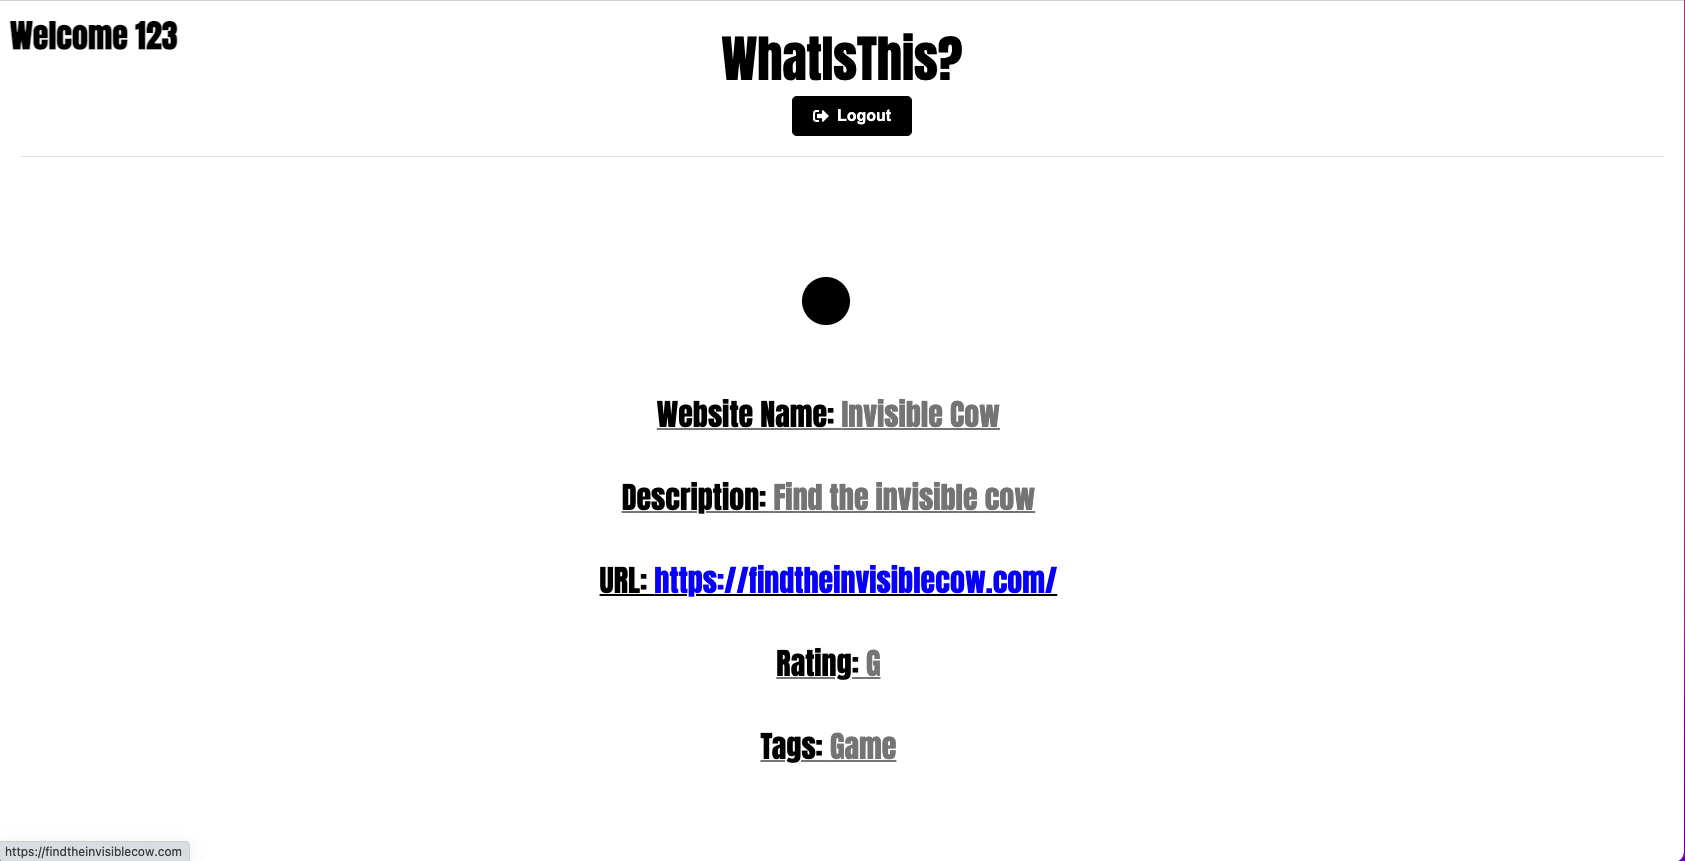 Welcome 123
WhatIsThis?
Logout
Website Name: Invisible Cow
Description: Find the invisible cow
URL: https://findtheinvisiblecow.com/
Rating: G
Tags: Game
https://findtheinvisiblecow.com